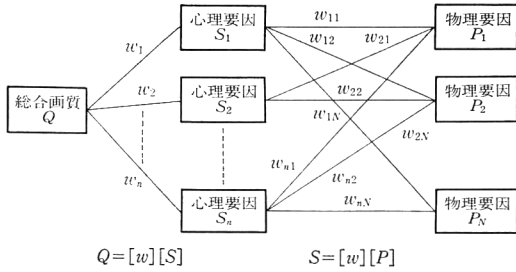 心理要因
S₁
w₁₁
物理要因
P₁
w₁
w₁₂
w₂₁
総合画質
Q
w₂
心理要因
S₂
w₂₂
物理要因
P₂
w₁N
w₂N
wₙ
wₙ₁
wₙ₂
心理要因
Sₙ
wₙN
物理要因
P_N
Q=[w][S]
S=[w][P]